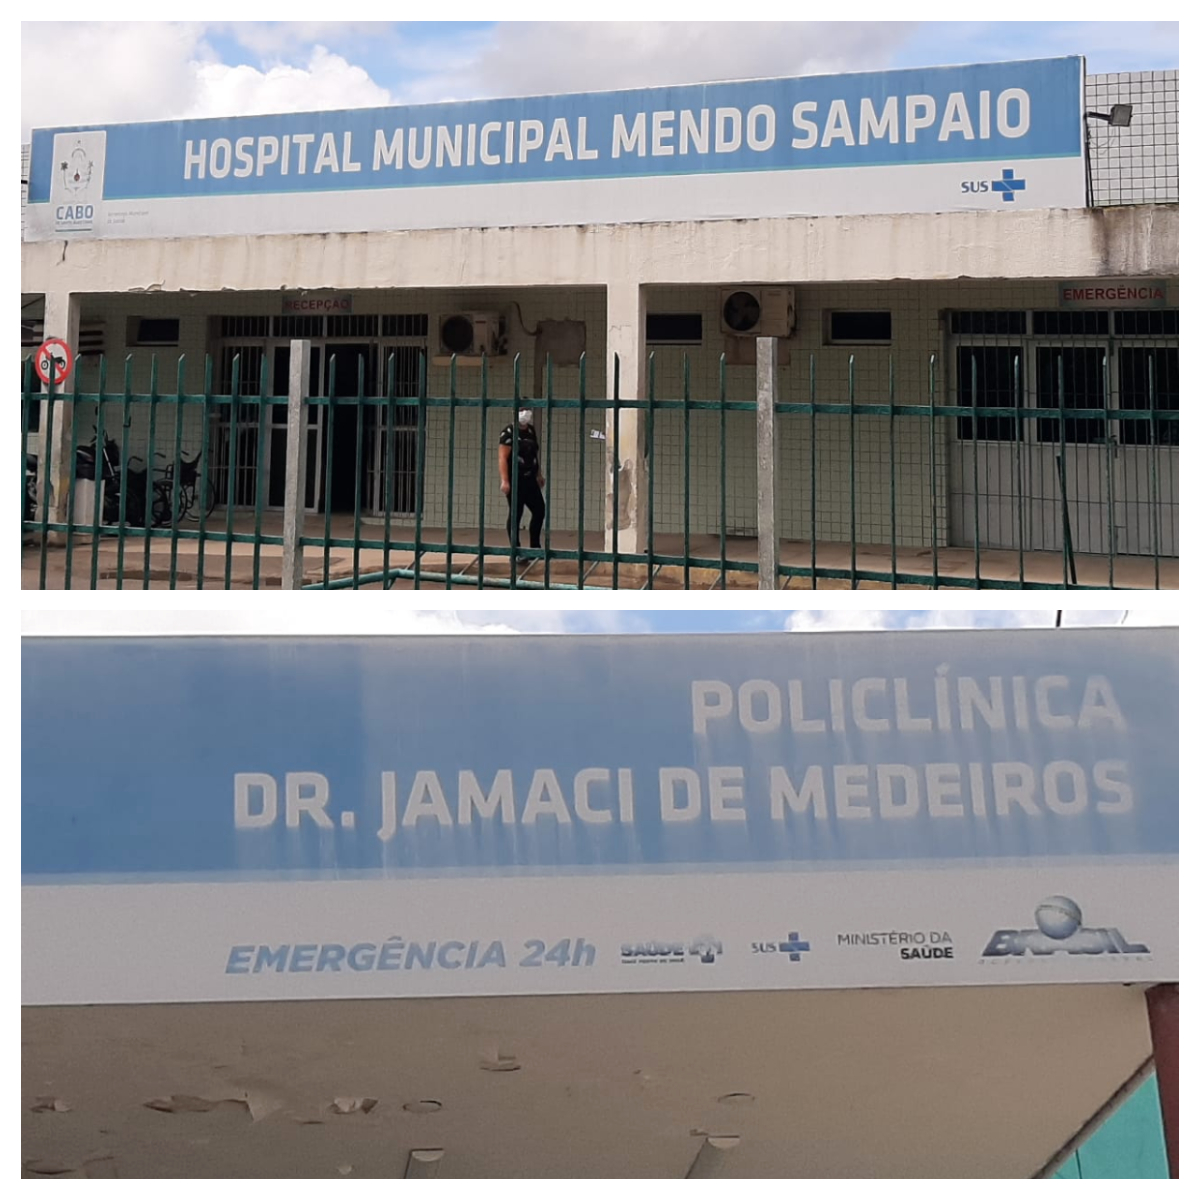 HOSPITAL MUNICIPAL MENDO SAMPAIO
CABO
SUS
RECEPÇÃO
EMERGÊNCIA
POLICLÍNICA
DR. JAMACI DE MEDEIROS
EMERGÊNCIA 24h
SAÚDE
SUS
MINISTÉRIO DA
SAÚDE
BRASIL